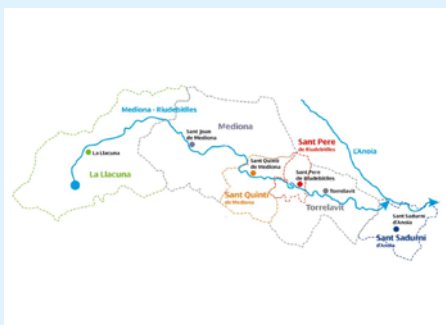 Mediona - Riudebitlles
Mediona
Sant Joan
de Mediona
Sant Pere
de Riudebitlles
L'Anoia
La Llacuna
La Llacuna
Sant Quintí
de Mediona
Sant Pere
de Riudebitlles
Sant Quintí
de Mediona
Torrelavit
Torrelavit
Sant Sadurní
d'Anoia
Sant Sadurní
d'Anoia